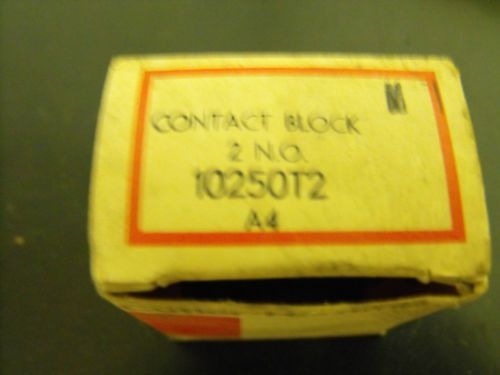 M
CONTACT BLOCK
2 N.O.
10250T2
A4